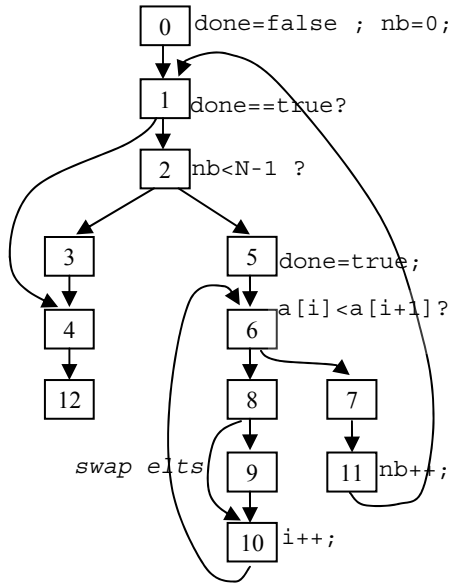 0 done=false ; nb=0;
1 done==true?
2 nb<N-1 ?
3 5 done=true;
4 6 a[i]<a[i+1]?
12 8 7
swap elts 9 11 nb++;
10 i++;